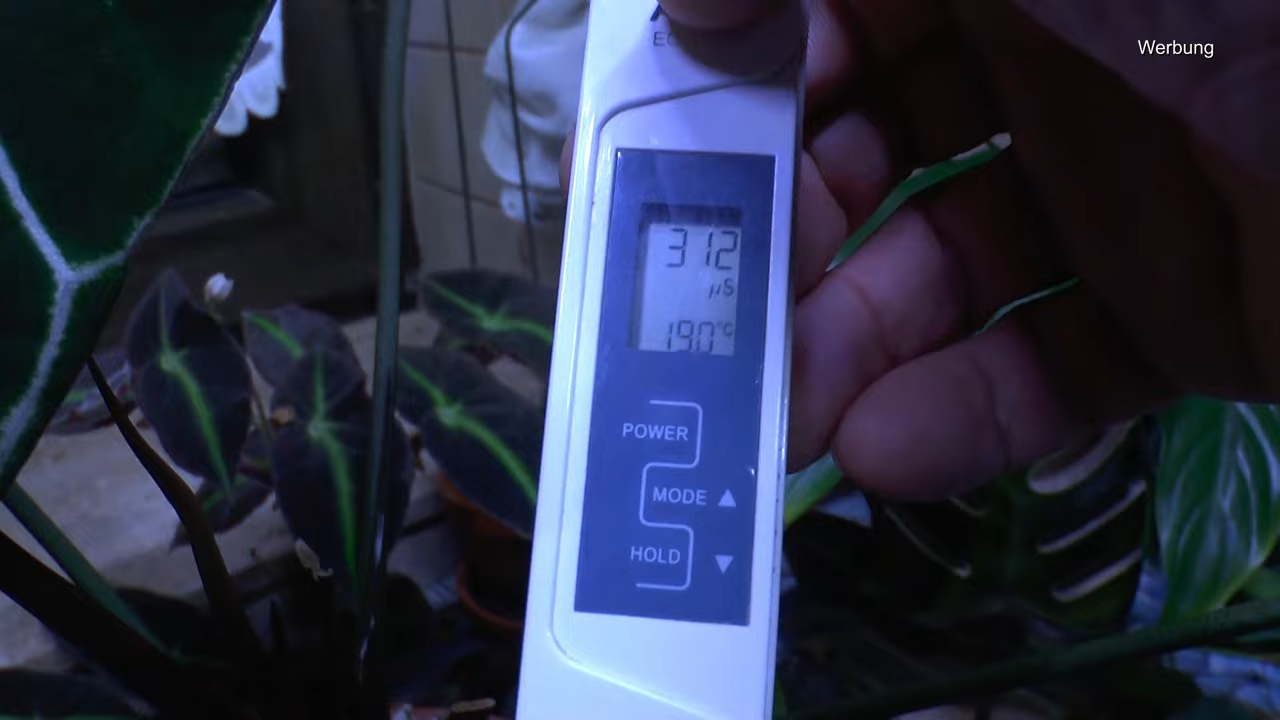 Werbung
312
µS
19.0°C
POWER
MODE ▲
HOLD ▼